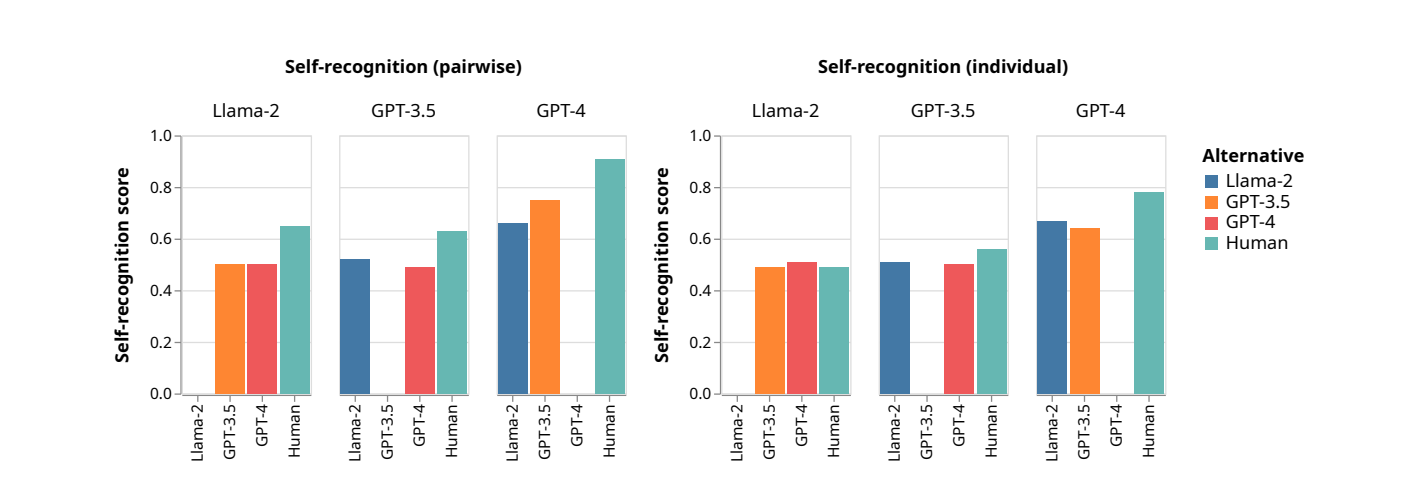 Self-recognition (pairwise)
Llama-2
GPT-3.5
GPT-4
Self-recognition score
1.0
0.8
0.6
0.4
0.2
0.0
Llama-2
GPT-3.5
GPT-4
Human
Llama-2
GPT-3.5
GPT-4
Human
Llama-2
GPT-3.5
GPT-4
Human
Self-recognition (individual)
Llama-2
GPT-3.5
GPT-4
Self-recognition score
1.0
0.8
0.6
0.4
0.2
0.0
Llama-2
GPT-3.5
GPT-4
Human
Llama-2
GPT-3.5
GPT-4
Human
Llama-2
GPT-3.5
GPT-4
Human
Alternative
Llama-2
GPT-3.5
GPT-4
Human